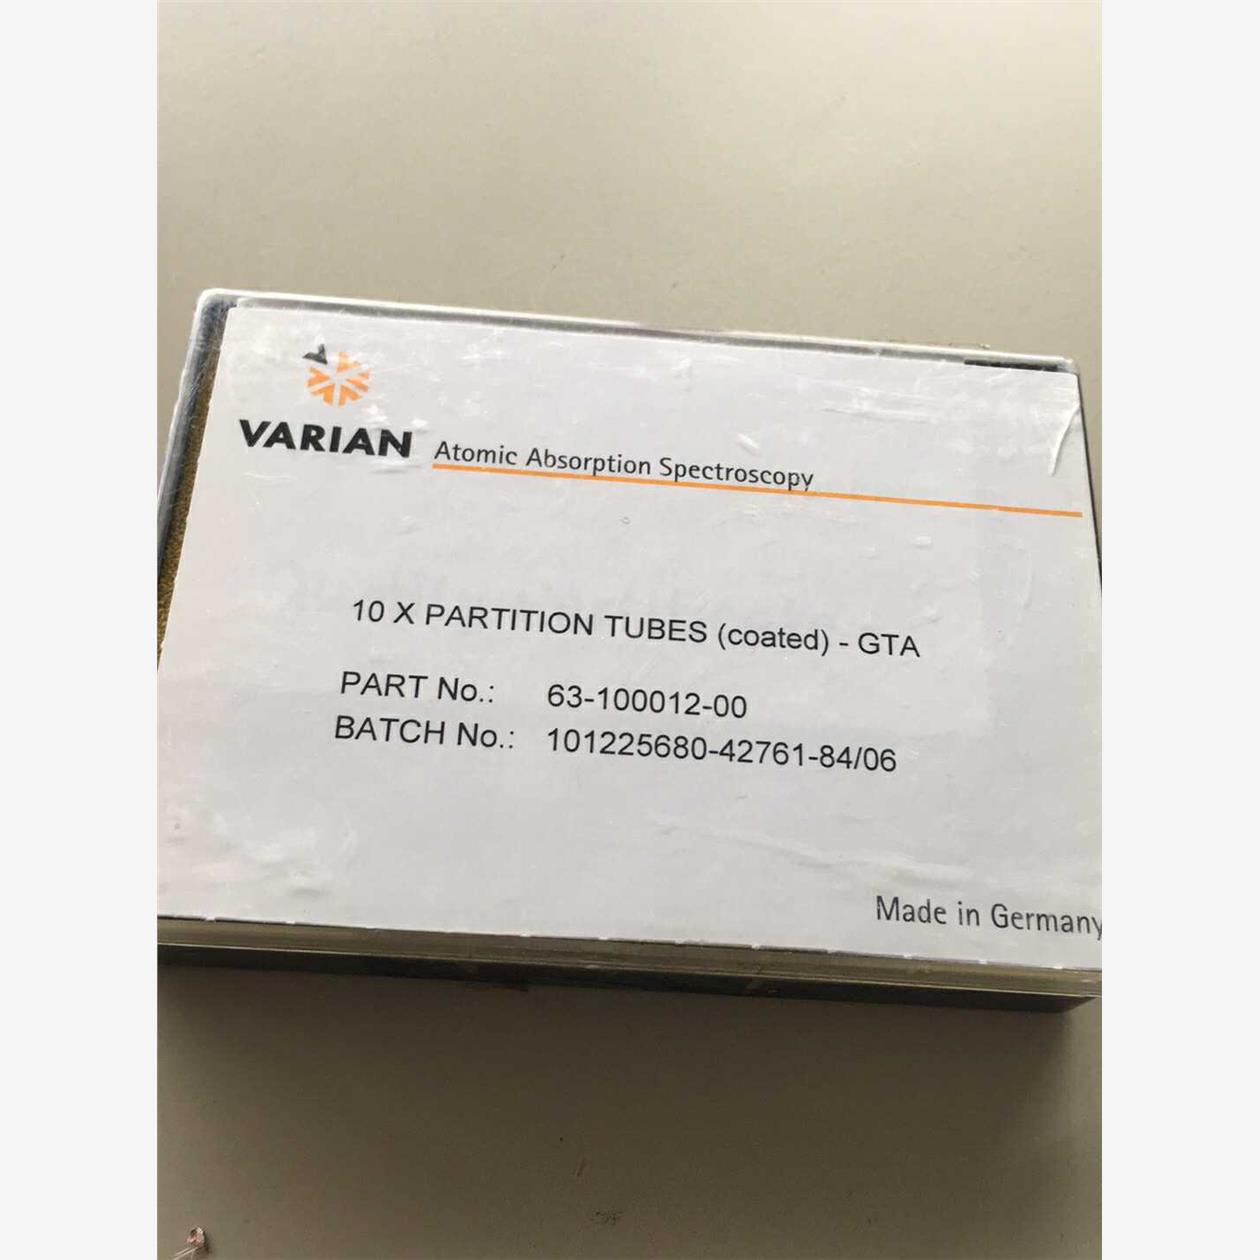 VARIAN Atomic Absorption Spectroscopy
10 X PARTITION TUBES (coated) - GTA
PART No.: 63-100012-00
BATCH No.: 101225680-42761-84/06
Made in Germany